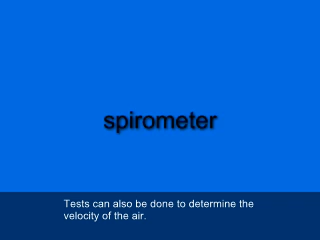 spirometer
Tests can also be done to determine the
velocity of the air.